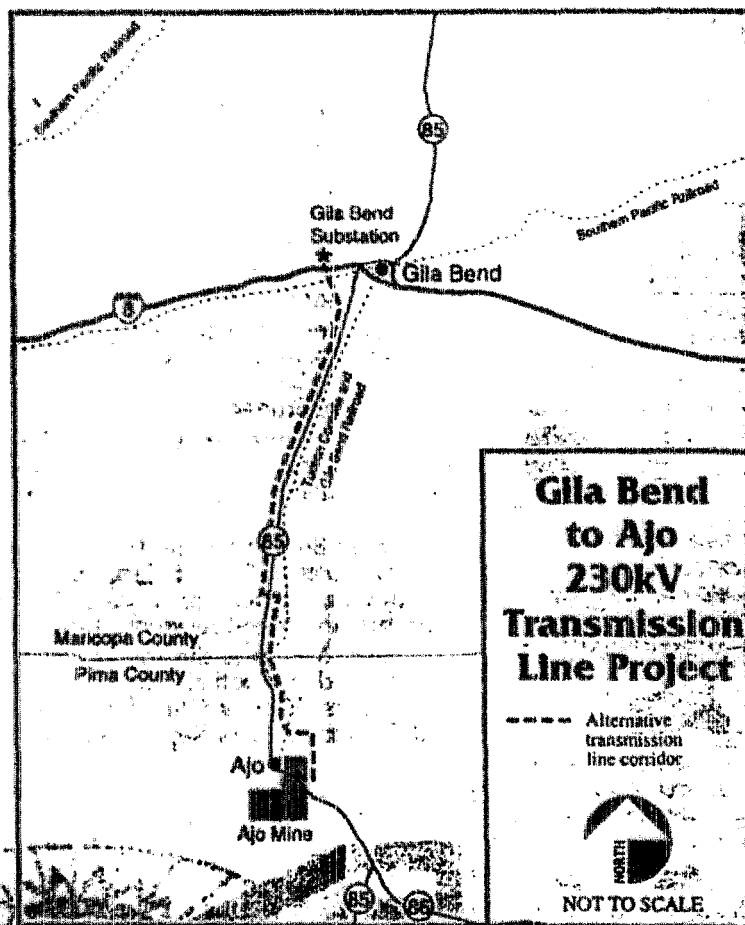 Southern Pacific Railroad
85
Gila Bend
Substation
Southern Pacific Railroad
Gila Bend
8
Tucson Cornelia and
Gila Bend Railroad
85
Maricopa County
Pima County
Ajo
Ajo Mine
85
86
Gila Bend
to Ajo
230kV
Transmission
Line Project
Alternative
transmission
line corridor
NORTH
NOT TO SCALE